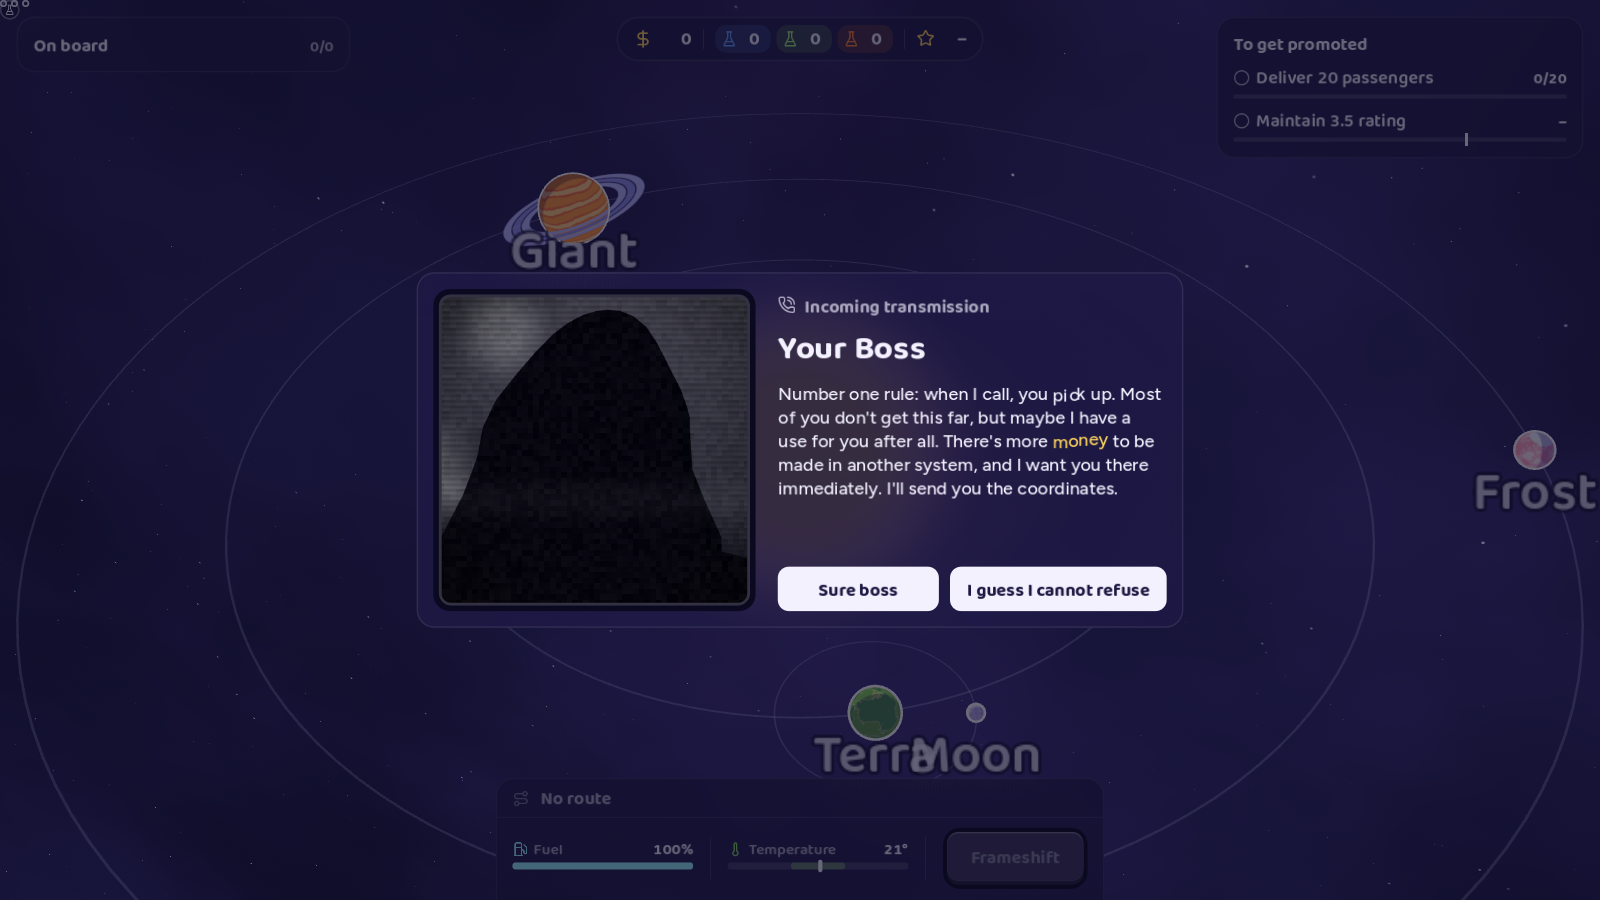 On board 0/0
$ 0 0 0 0 –
To get promoted
Deliver 20 passengers 0/20
Maintain 3.5 rating –
Giant
Incoming transmission
Your Boss
Number one rule: when I call, you pick up. Most
of you don't get this far, but maybe I have a
use for you after all. There's more money to be
made in another system, and I want you there
immediately. I'll send you the coordinates.
Sure boss
I guess I cannot refuse
Frost
Terra
Moon
No route
Fuel 100%
Temperature 21°
Frameshift